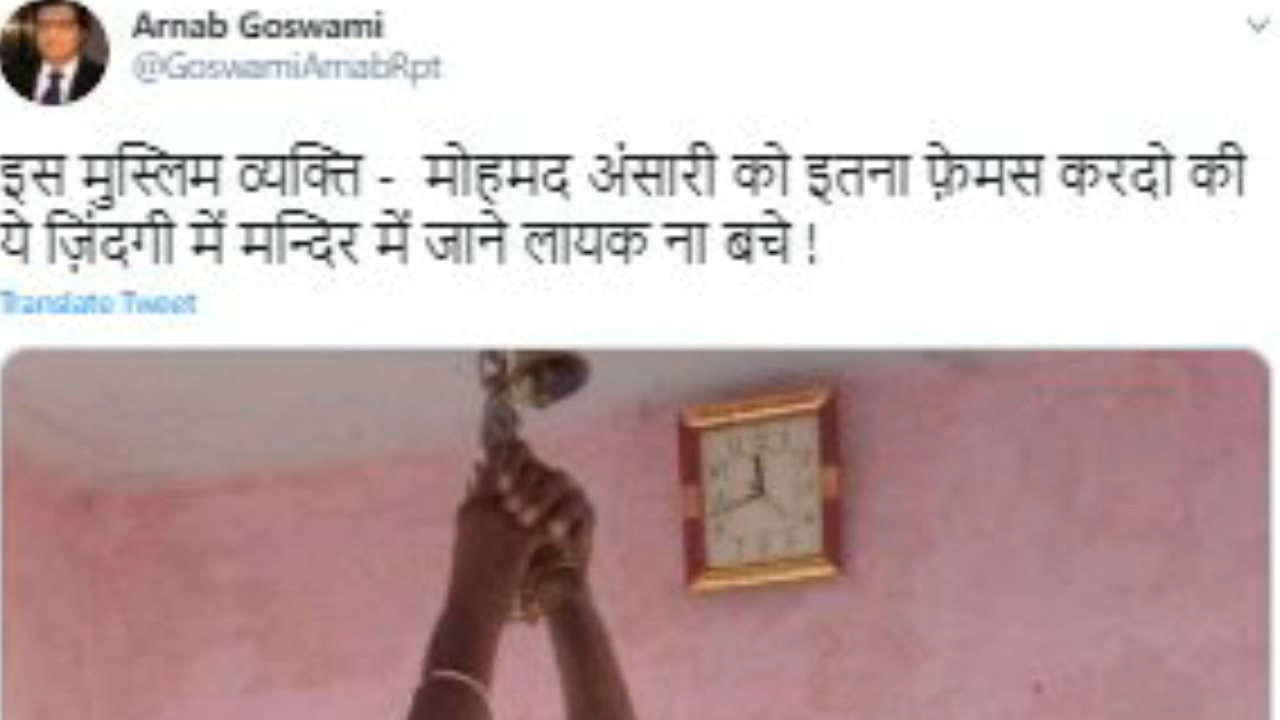 Arnab Goswami
@GoswamiArnabRpt
इस मुस्लिम व्यक्ति - मोहमद अंसारी को इतना फ़ेमस करदो की
ये ज़िंदगी में मन्दिर में जाने लायक ना बचे !
Translate Tweet